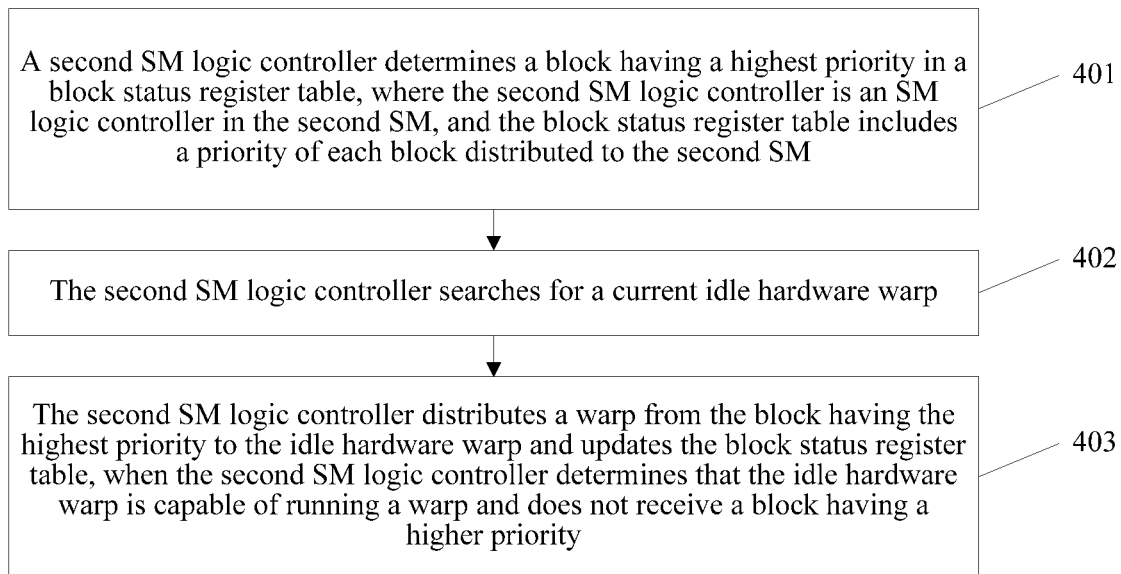 A second SM logic controller determines a block having a highest priority in a
block status register table, where the second SM logic controller is an SM
logic controller in the second SM, and the block status register table includes
a priority of each block distributed to the second SM
401
The second SM logic controller searches for a current idle hardware warp
402
The second SM logic controller distributes a warp from the block having the
highest priority to the idle hardware warp and updates the block status register
table, when the second SM logic controller determines that the idle hardware
warp is capable of running a warp and does not receive a block having a
higher priority
403